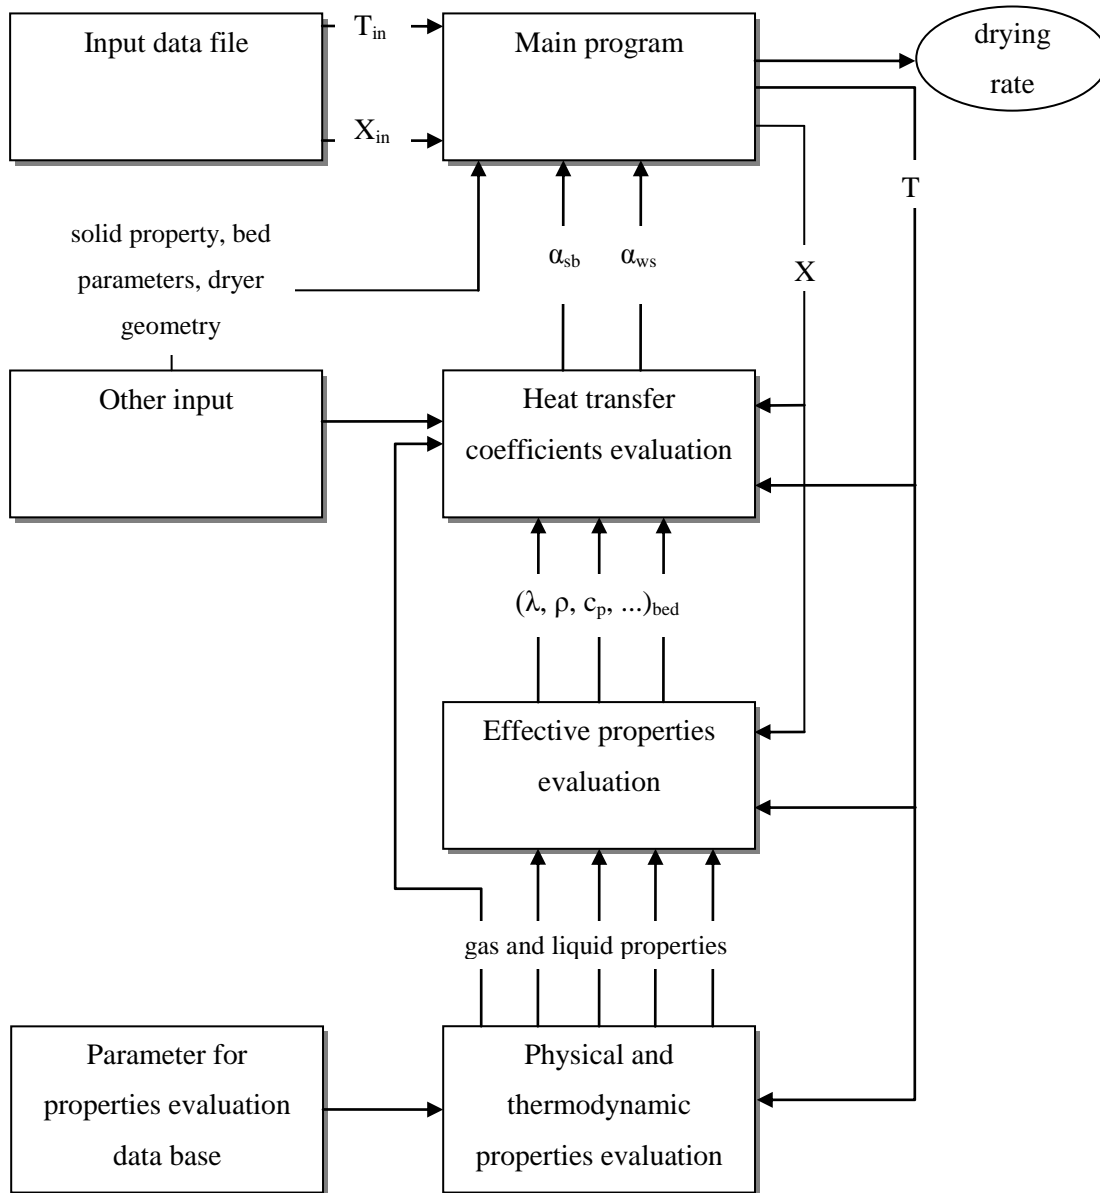 Input data file
T_in
X_in
Main program
drying
rate
T
X
solid property, bed
parameters, dryer
geometry
α_sb
α_ws
Other input
Heat transfer
coefficients evaluation
(λ, ρ, c_p, ...)_bed
Effective properties
evaluation
gas and liquid properties
Parameter for
properties evaluation
data base
Physical and
thermodynamic
properties evaluation